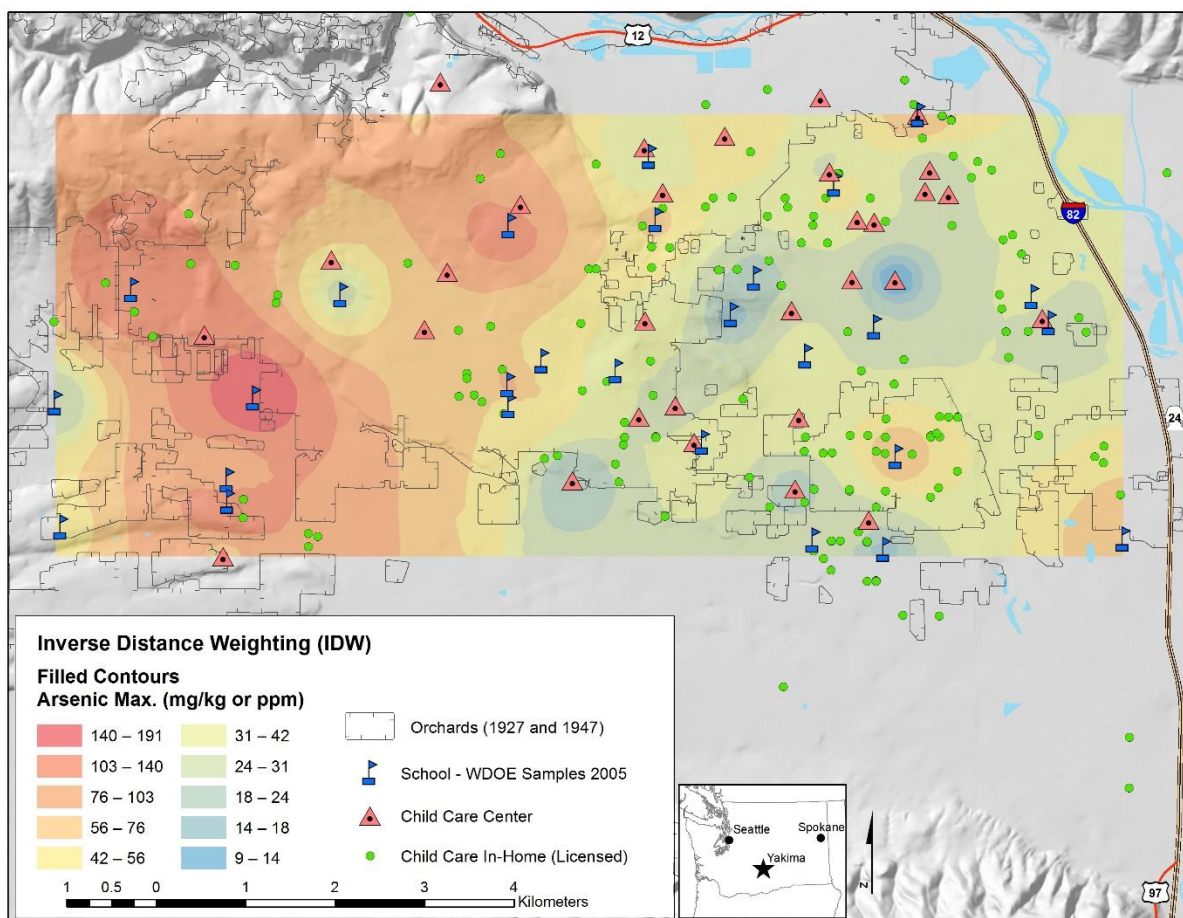 12
82
24
Inverse Distance Weighting (IDW)
Filled Contours
Arsenic Max. (mg/kg or ppm)
140 – 191
103 – 140
76 – 103
56 – 76
42 – 56
31 – 42
24 – 31
18 – 24
14 – 18
9 – 14
Orchards (1927 and 1947)
School - WDOE Samples 2005
Child Care Center
Child Care In-Home (Licensed)
1 0.5 0 1 2 3 4
Kilometers
Seattle
Spokane
Yakima
N
97